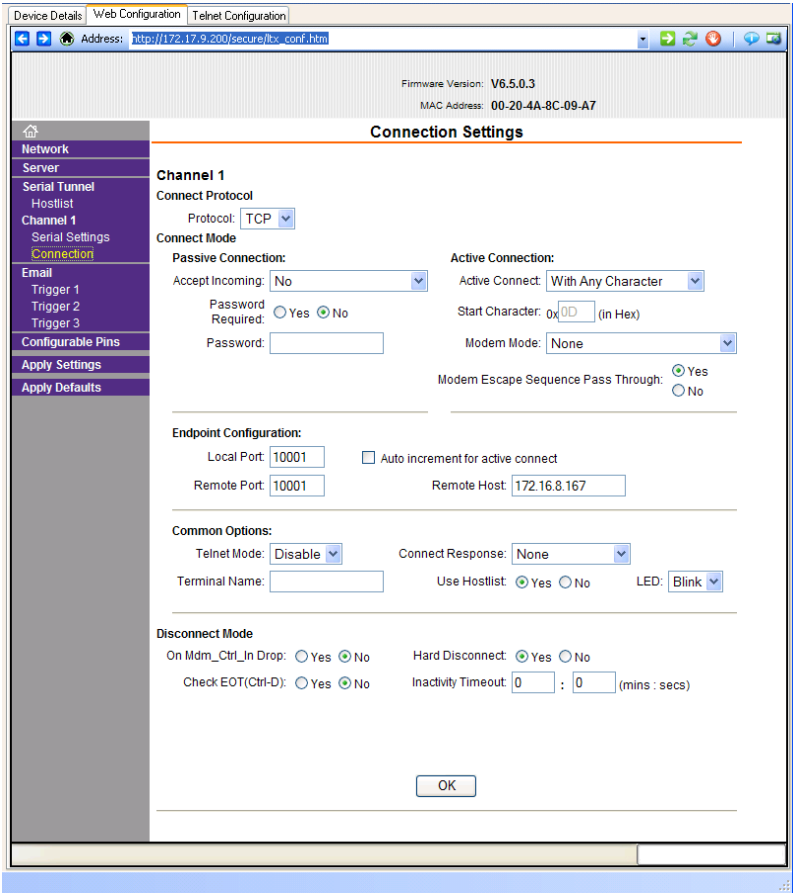 Device Details Web Configuration Telnet Configuration
Address: http://172.17.9.200/secure/ltx_conf.htm
Firmware Version: V6.5.0.3
MAC Address: 00-20-4A-8C-09-A7
Network
Server
Serial Tunnel
Hostlist
Channel 1
Serial Settings
Connection
Email
Trigger 1
Trigger 2
Trigger 3
Configurable Pins
Apply Settings
Apply Defaults
Connection Settings
Channel 1
Connect Protocol
Protocol: TCP
Connect Mode
Passive Connection:
Accept Incoming: No
Password Required: Yes No
Password:
Active Connection:
Active Connect: With Any Character
Start Character: 0x 0D (in Hex)
Modem Mode: None
Modem Escape Sequence Pass Through: Yes
No
Endpoint Configuration:
Local Port: 10001 Auto increment for active connect
Remote Port: 10001 Remote Host: 172.16.8.167
Common Options:
Telnet Mode: Disable Connect Response: None
Terminal Name: Use Hostlist: Yes No LED: Blink
Disconnect Mode
On Mdm_Ctrl_In Drop: Yes No Hard Disconnect: Yes No
Check EOT(Ctrl-D): Yes No Inactivity Timeout: 0 : 0 (mins : secs)
OK